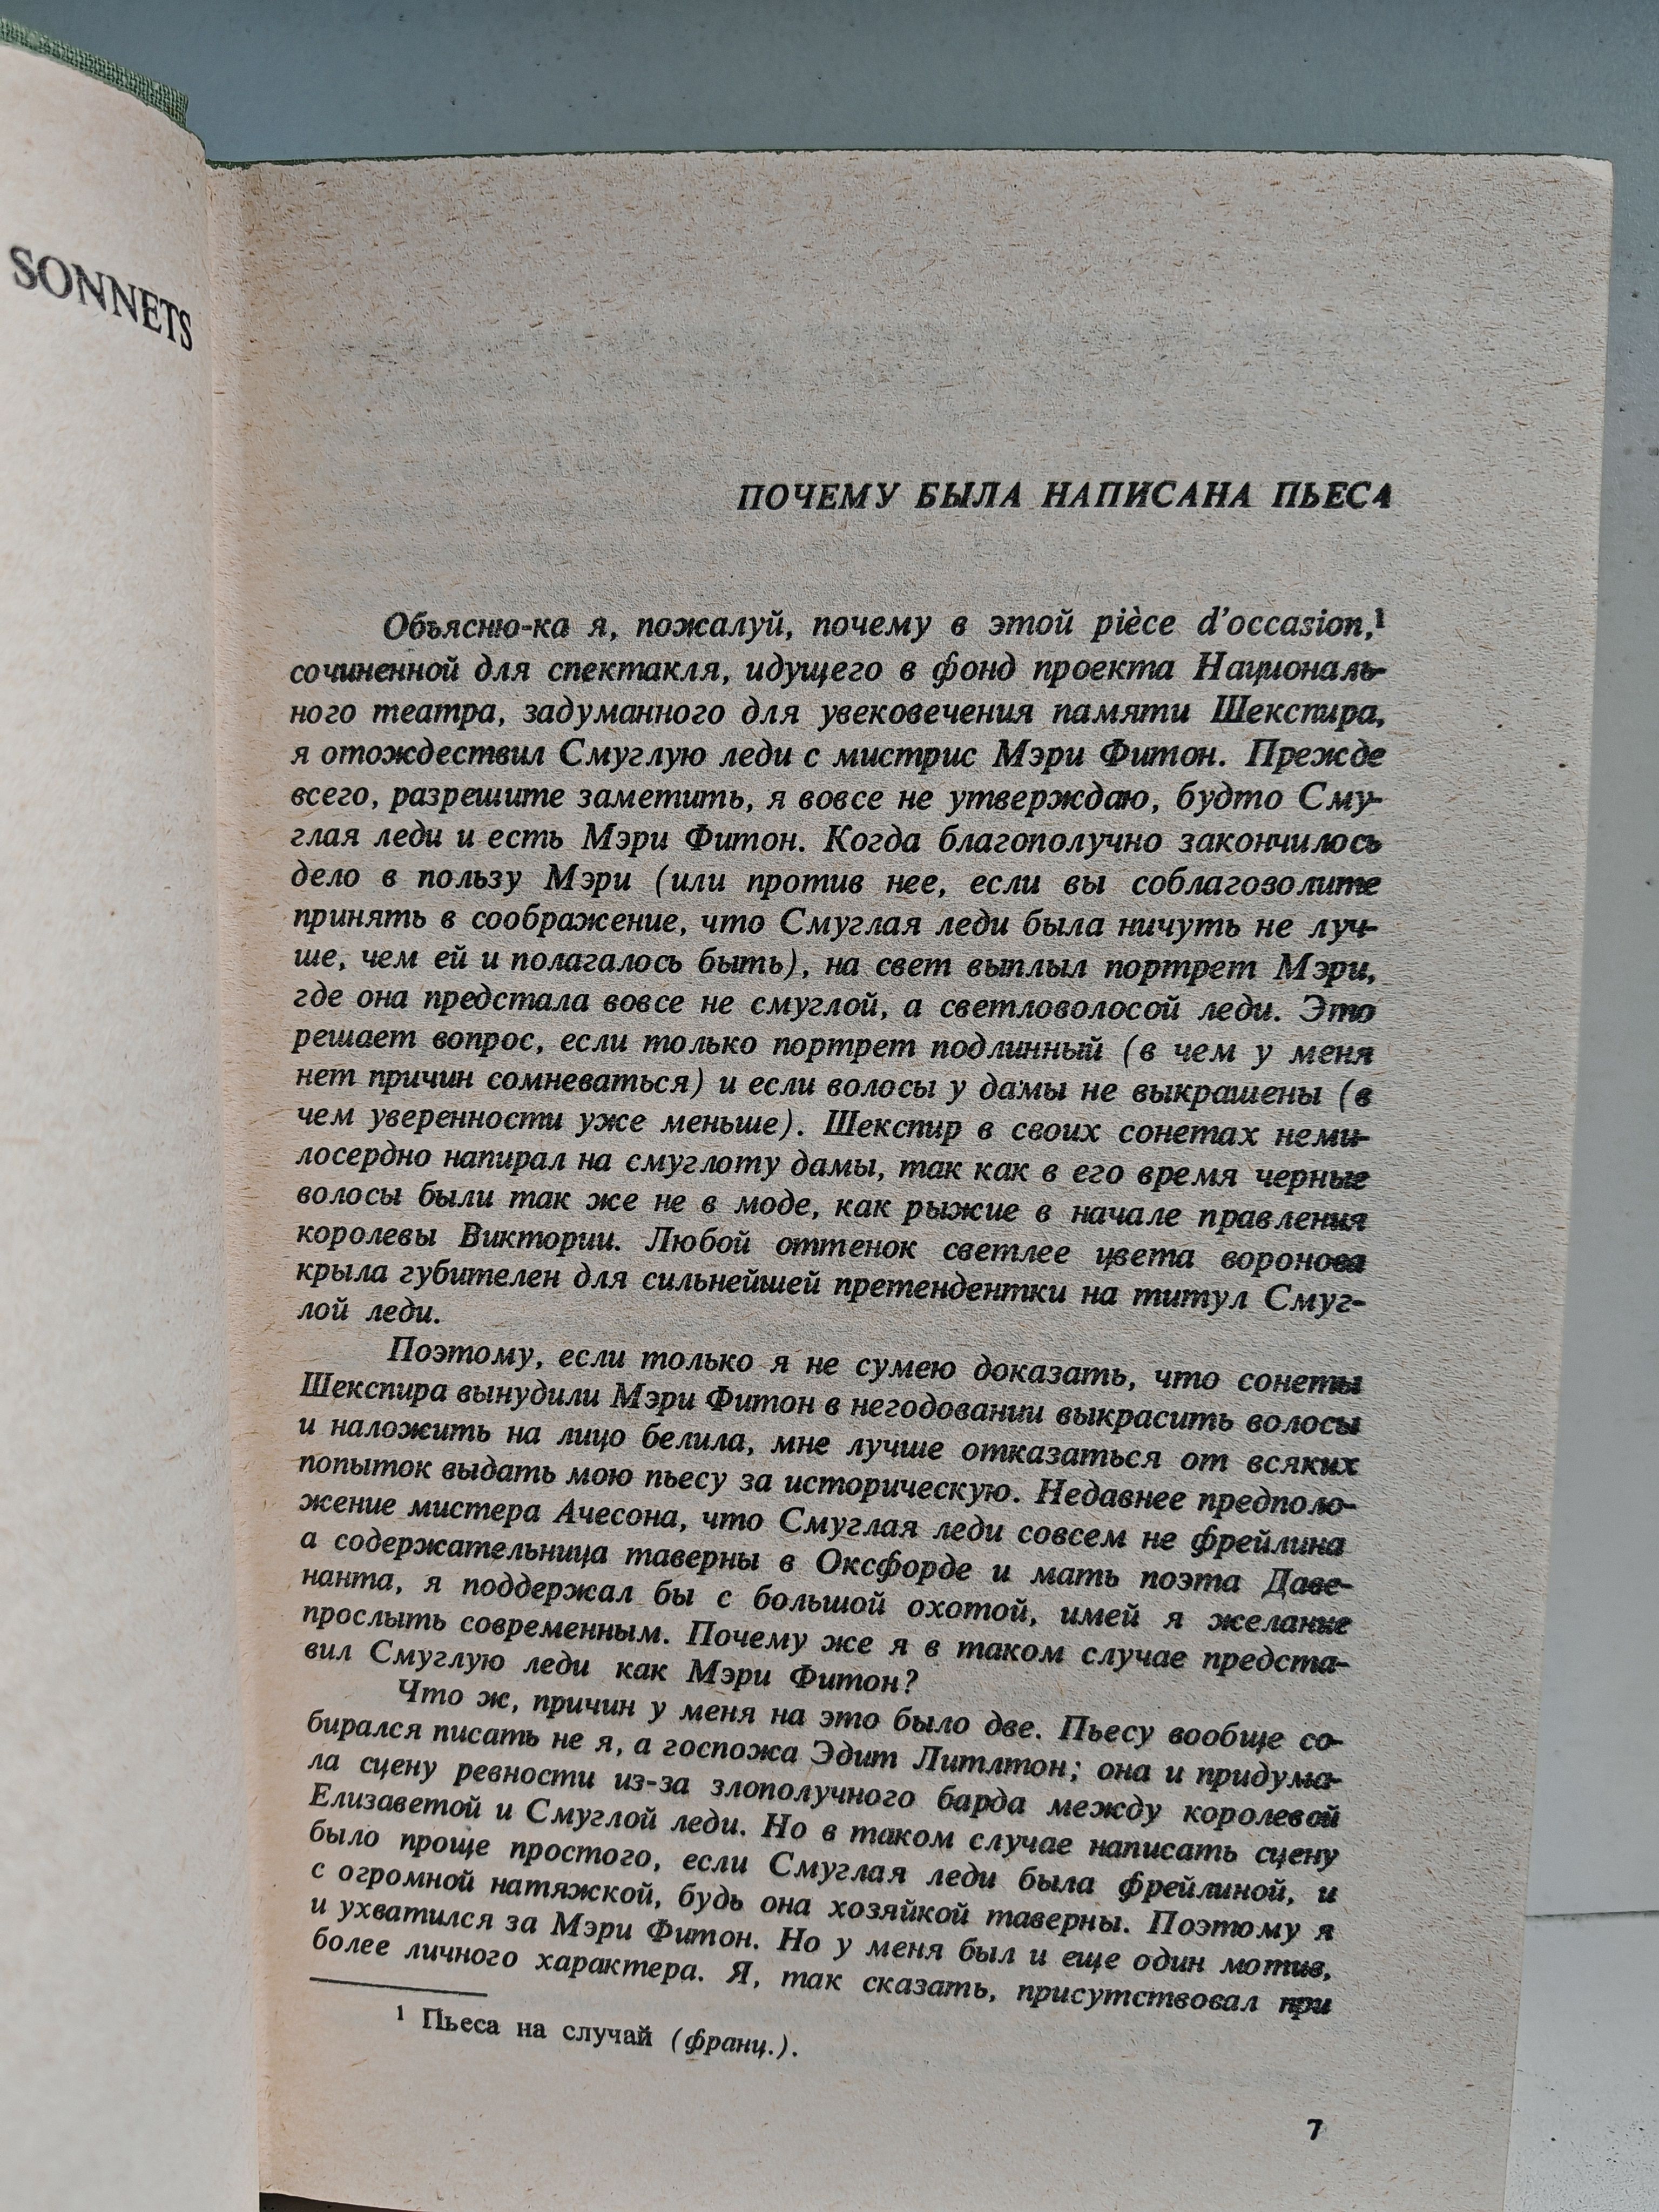 SONNETS
ПОЧЕМУ БЫЛА НАПИСАНА ПЬЕСА
Объясню-ка я, пожалуй, почему в этой pièce d'occasion,¹
сочиненной для спектакля, идущего в фонд проекта Националь-
ного театра, задуманного для увековечения памяти Шекспира,
я отождествил Смуглую леди с мистрис Мэри Фитон. Прежде
всего, разрешите заметить, я вовсе не утверждаю, будто Сму-
глая леди и есть Мэри Фитон. Когда благополучно закончилось
дело в пользу Мэри (или против нее, если вы соблаговолите
принять в соображение, что Смуглая леди была ничуть не луч-
ше, чем ей и полагалось быть), на свет выплыл портрет Мэри,
где она предстала вовсе не смуглой, а светловолосой леди. Это
решает вопрос, если только портрет подлинный (в чем у меня
нет причин сомневаться) и если волосы у дамы не выкрашены (в
чем уверенности уже меньше). Шекспир в своих сонетах неми-
лосердно напирал на смуглоту дамы, так как в его время черные
волосы были так же не в моде, как рыжие в начале правления
королевы Виктории. Любой оттенок светлее цвета воронова
крыла губителен для сильнейшей претендентки на титул Смуг-
лой леди.
Поэтому, если только я не сумею доказать, что сонеты
Шекспира вынудили Мэри Фитон в негодовании выкрасить волосы
и наложить на лицо белила, мне лучше отказаться от всяких
попыток выдать мою пьесу за историческую. Недавнее предполо-
жение мистера Ачесона, что Смуглая леди совсем не фрейлина
а содержательница таверны в Оксфорде и мать поэта Даве-
нанта, я поддержал бы с большой охотой, имей я желание
прослыть современным. Почему же я в таком случае предста-
вил Смуглую леди как Мэри Фитон?
Что ж, причин у меня на это было две. Пьесу вообще со-
бирался писать не я, а госпожа Эдит Литлтон; она и придума-
ла сцену ревности из-за злополучного барда между королевой
Елизаветой и Смуглой леди. Но в таком случае написать сцену
было проще простого, если Смуглая леди была фрейлиной, и
с огромной натяжкой, будь она хозяйкой таверны. Поэтому я
и ухватился за Мэри Фитон. Но у меня был и еще один мотив,
более личного характера. Я, так сказать, присутствовал при
¹ Пьеса на случай (франц.).
7